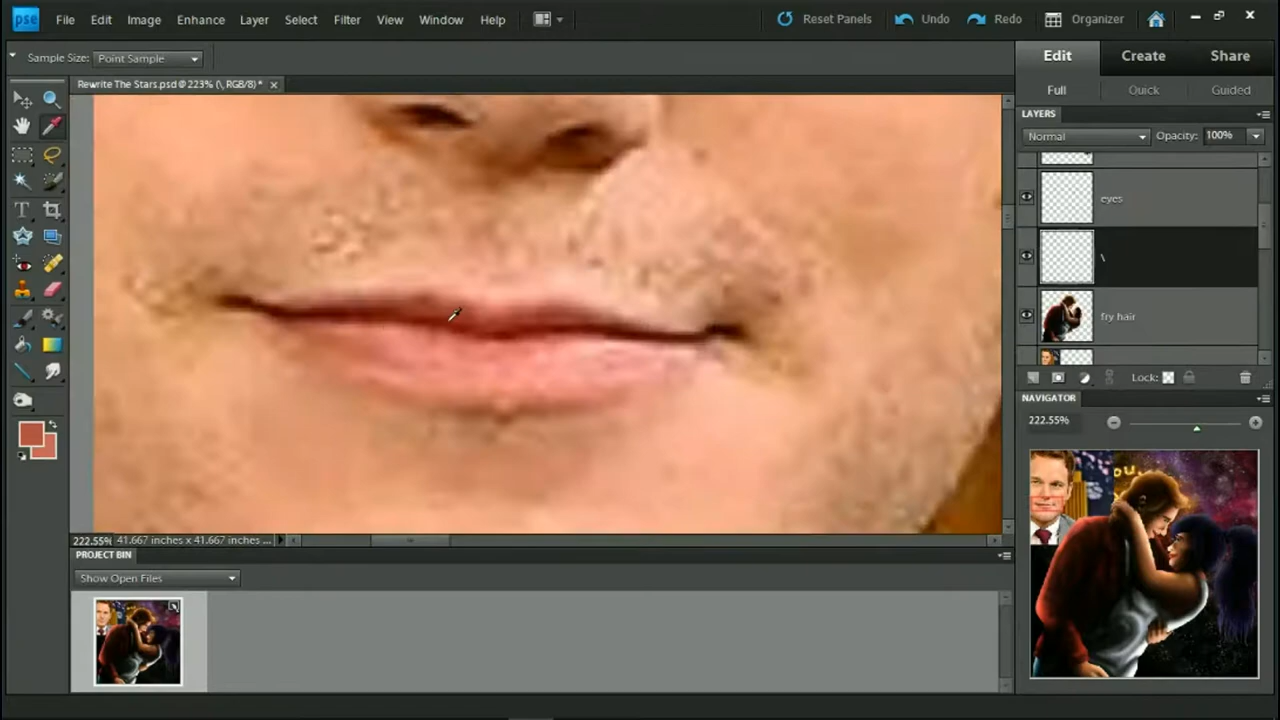 pse File Edit Image Enhance Layer Select Filter View Window Help Reset Panels Undo Redo Organizer
Sample Size: Point Sample
Edit Create Share
Rewrite The Stars.psd @ 223% (\, RGB/8) *
Full Quick Guided
LAYERS
Normal Opacity: 100%
eyes
\
fry hair
Lock:
NAVIGATOR
222.55%
222.55% 41.667 inches x 41.667 inches ...
PROJECT BIN
Show Open Files